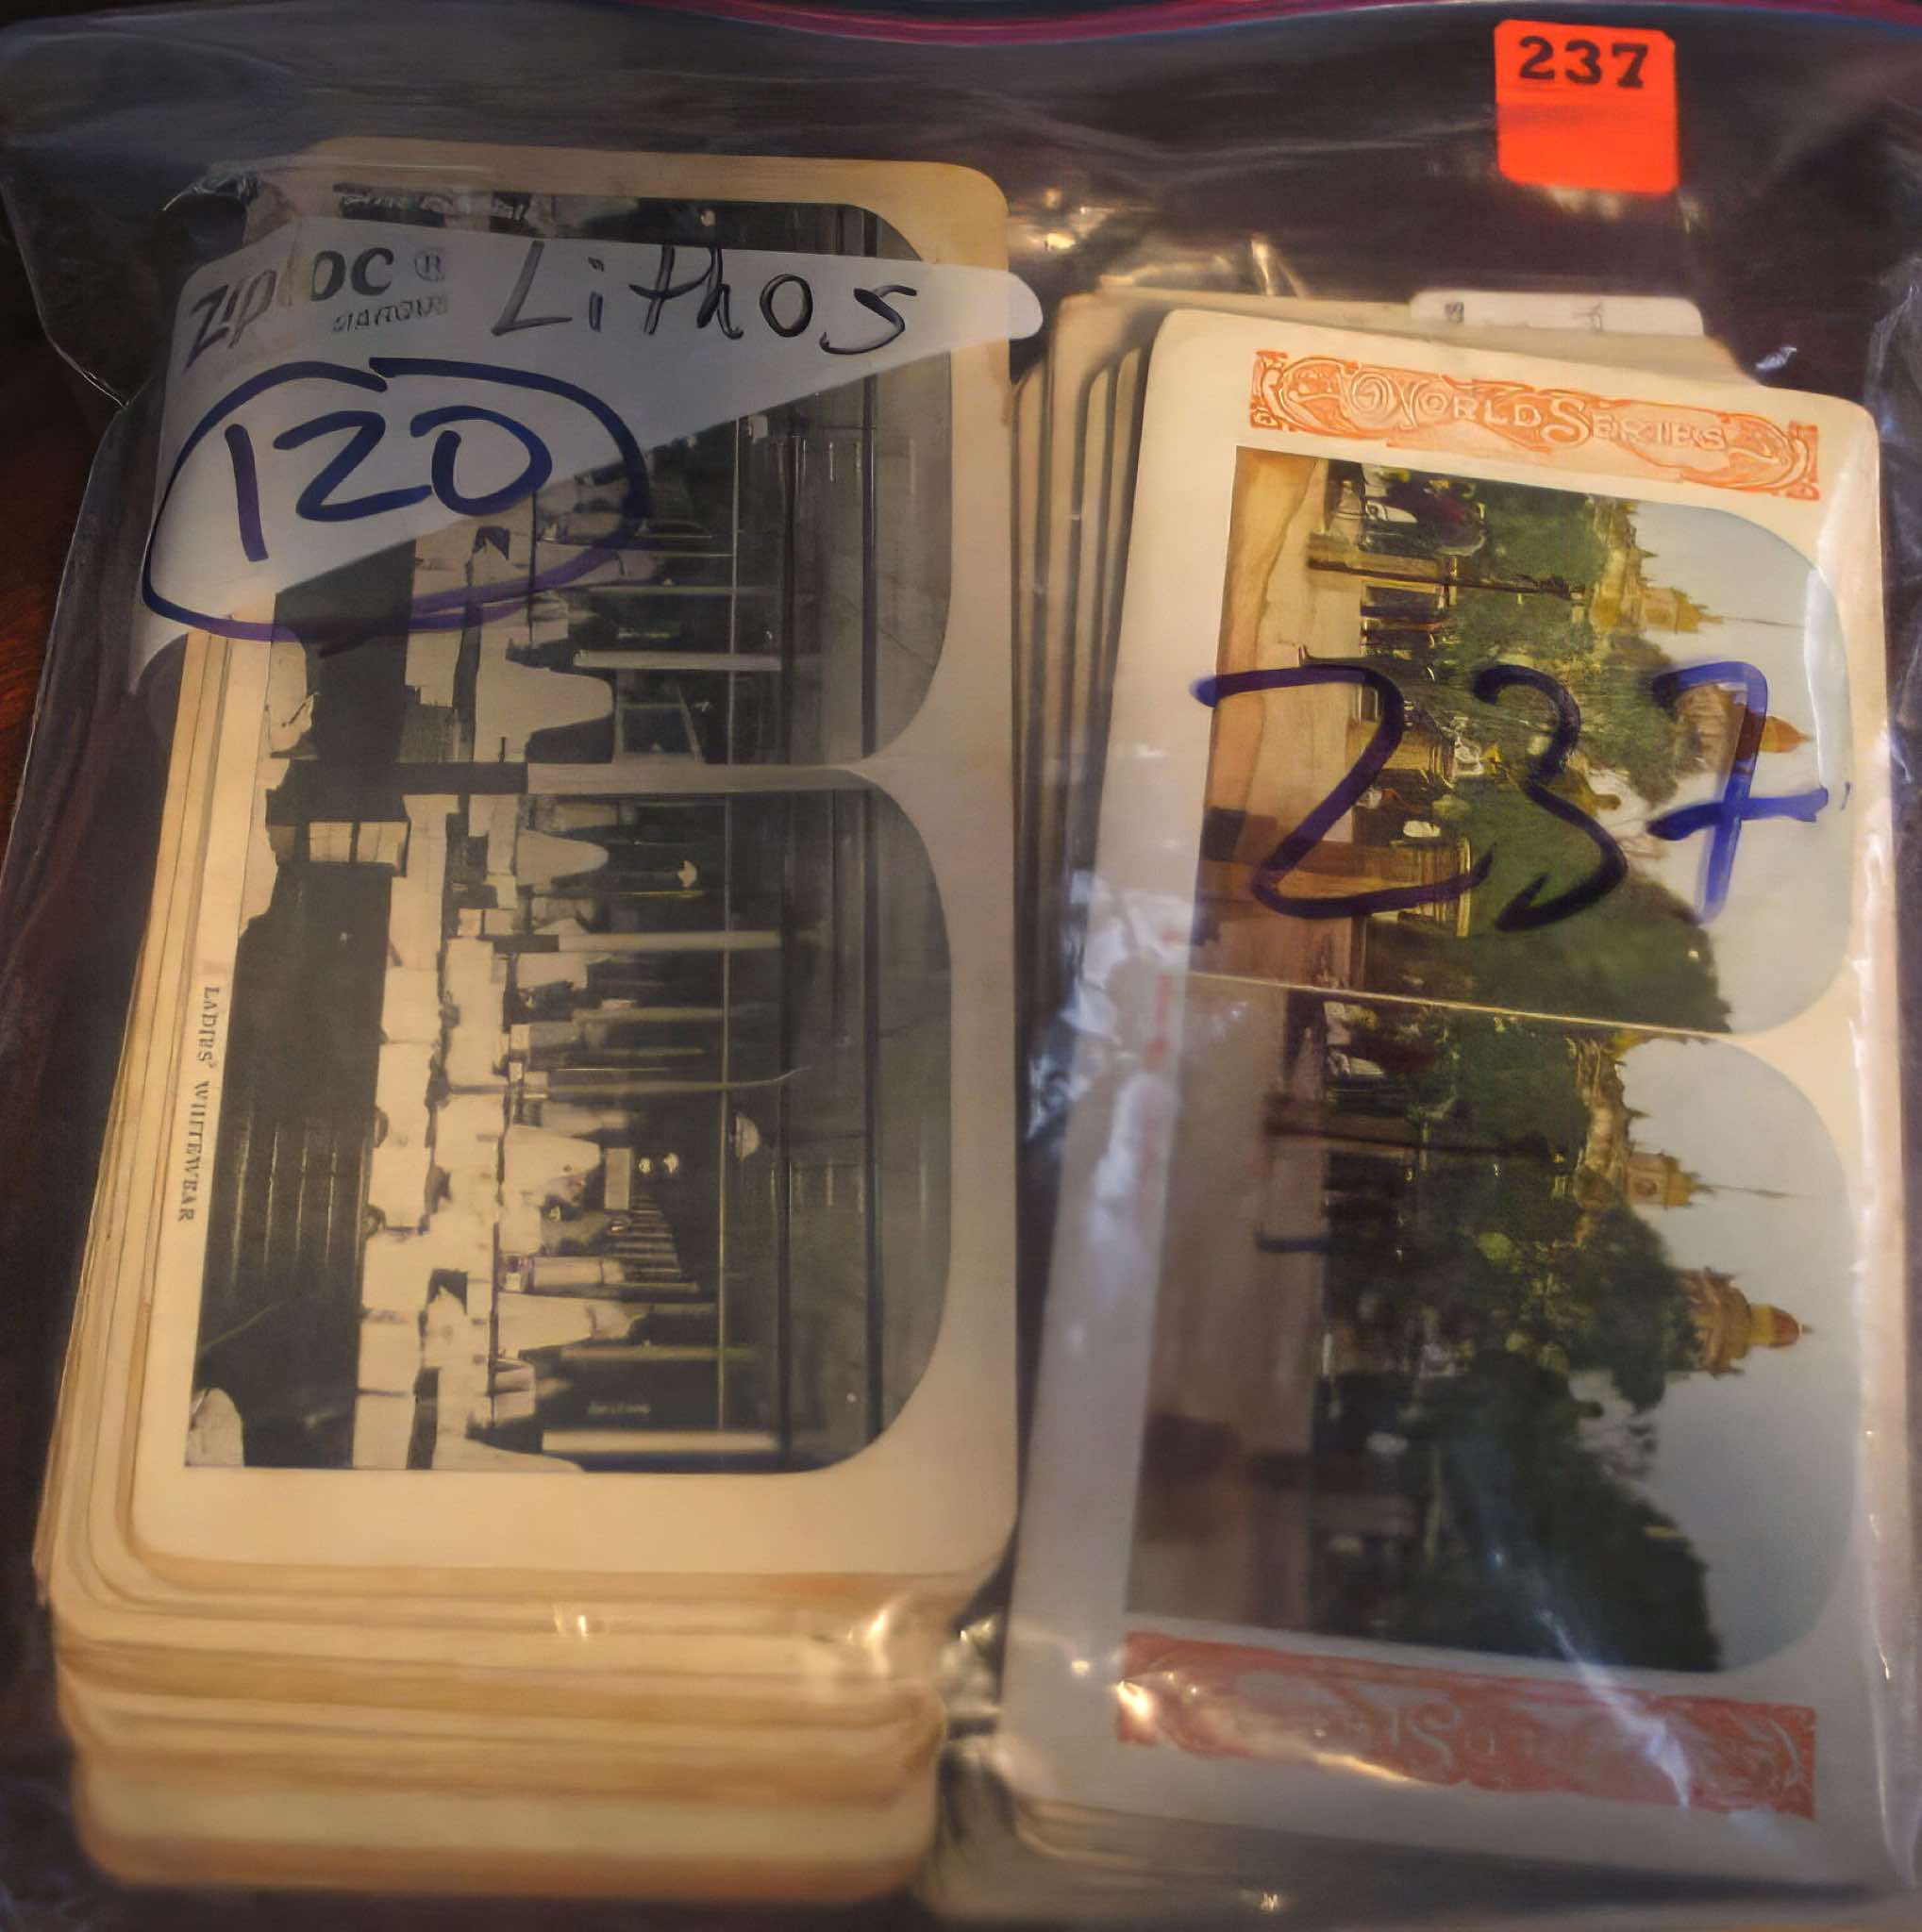 237
Ziploc ® Lithos
120
WORLD SERIES
237
LADIES' WHITEWEAR